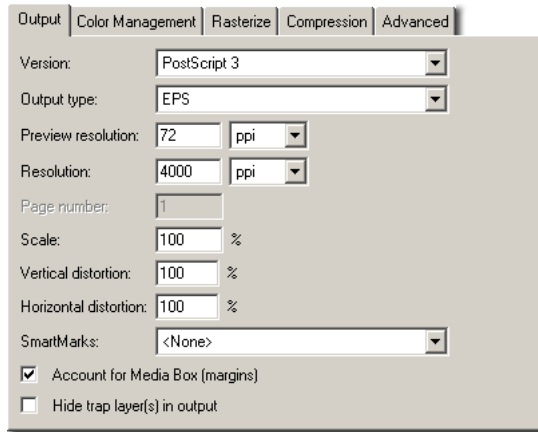 Output Color Management Rasterize Compression Advanced
Version: PostScript 3
Output type: EPS
Preview resolution: 72 ppi
Resolution: 4000 ppi
Page number: 1
Scale: 100 %
Vertical distortion: 100 %
Horizontal distortion: 100 %
SmartMarks: <None>
Account for Media Box (margins)
Hide trap layer(s) in output